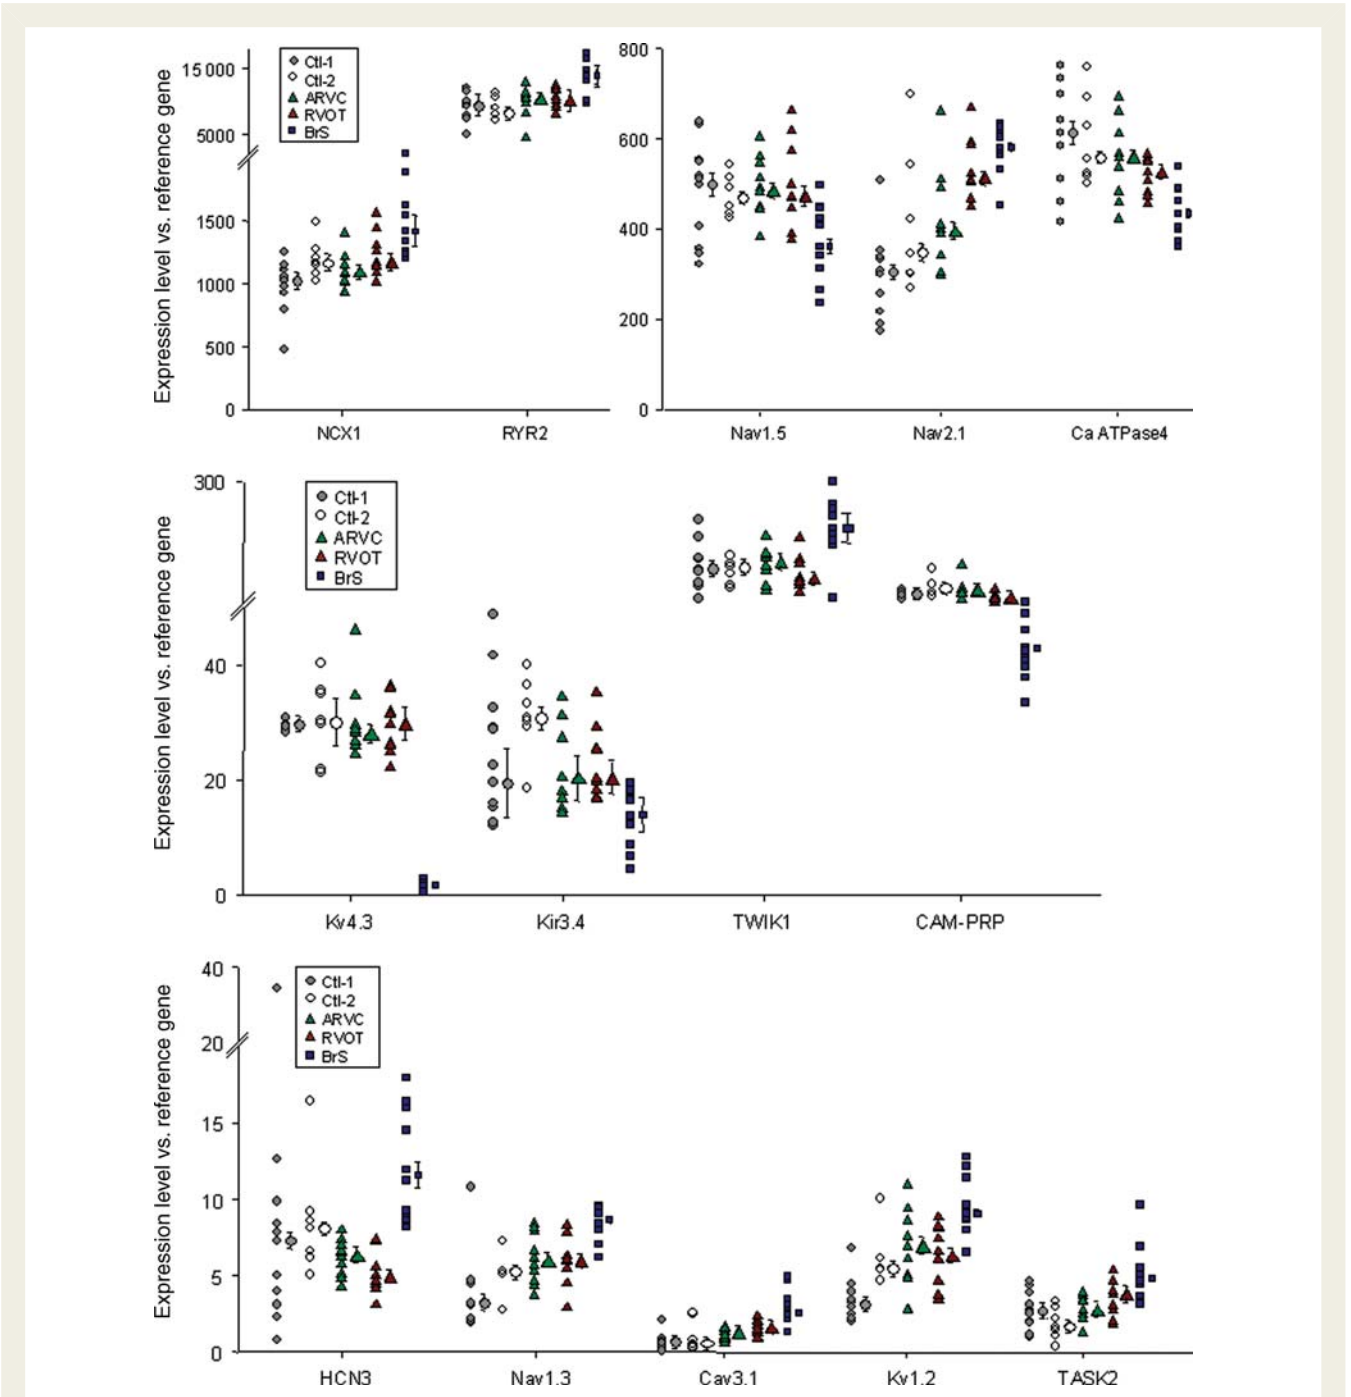 Expression level vs. reference gene
15000
5000
1500
1000
500
0
Ctl-1
Ctl-2
ARVC
RVOT
BrS
NCX1 RYR2
800
600
400
200
0
Nav1.5 Nav2.1 Ca ATPase4
Expression level vs. reference gene
300
40
20
0
Ctl-1
Ctl-2
ARVC
RVOT
BrS
Kv4.3 Kir3.4 TWIK1 CAM-PRP
Expression level vs. reference gene
40
20
15
10
5
0
Ctl-1
Ctl-2
ARVC
RVOT
BrS
HCN3 Nav1.3 Cav3.1 Kv1.2 TASK2